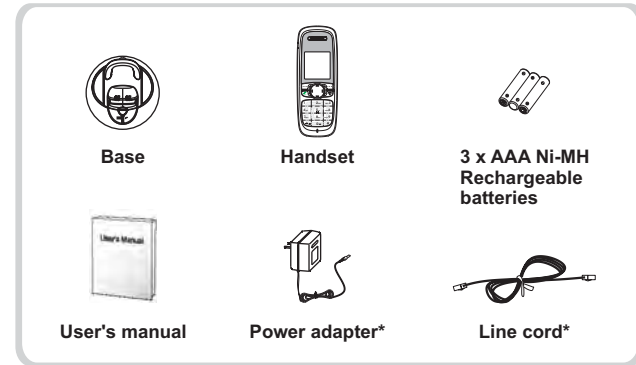 Base
Handset
3 x AAA Ni-MH
Rechargeable
batteries
User's Manual
User's manual
Power adapter*
Line cord*